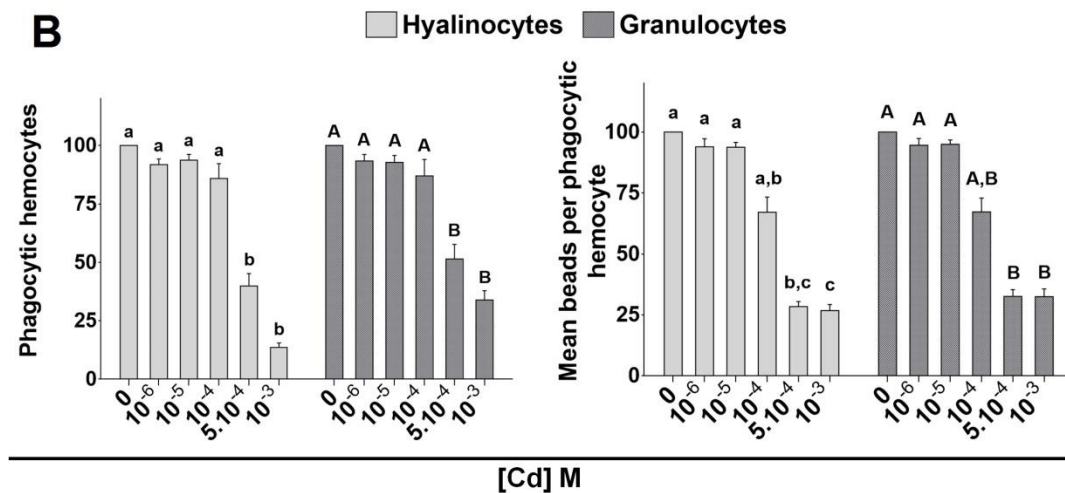 B
Hyalinocytes Granulocytes
Phagocytic hemocytes
100
75
50
25
0
a a a a b b
A A A A B B
0 10⁻⁶ 10⁻⁵ 10⁻⁴ 5.10⁻⁴ 10⁻³
0 10⁻⁶ 10⁻⁵ 10⁻⁴ 5.10⁻⁴ 10⁻³
Mean beads per phagocytic
hemocyte
100
75
50
25
0
a a a a,b b,c c
A A A A,B B B
0 10⁻⁶ 10⁻⁵ 10⁻⁴ 5.10⁻⁴ 10⁻³
0 10⁻⁶ 10⁻⁵ 10⁻⁴ 5.10⁻⁴ 10⁻³
[Cd] M